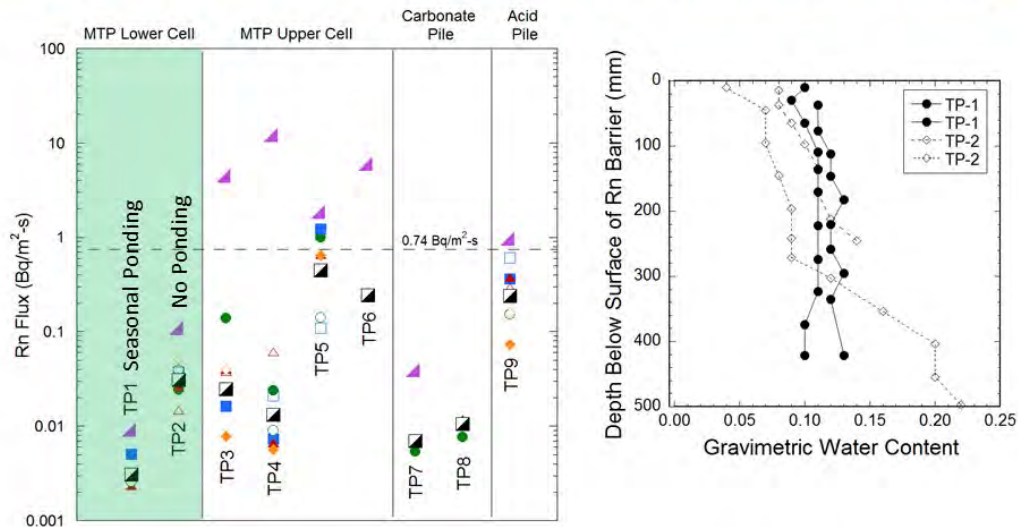 MTP Lower Cell
MTP Upper Cell
Carbonate
Pile
Acid
Pile
100
10
1
0.1
0.01
0.001
Rn Flux (Bq/m²-s)
TP1 Seasonal Ponding
TP2 No Ponding
TP3
TP4
TP5
TP6
TP7
TP8
TP9
0.74 Bq/m²-s
Depth Below Surface of Rn Barrier (mm)
0
100
200
300
400
500
TP-1
TP-1
TP-2
TP-2
0.00 0.05 0.10 0.15 0.20 0.25
Gravimetric Water Content